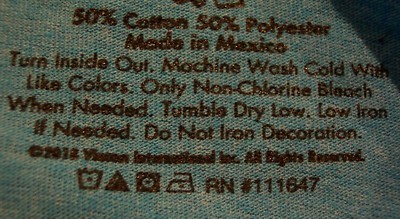 50% Cotton 50% Polyester
Made in Mexico
Turn Inside Out. Machine Wash Cold With
Like Colors. Only Non-Chlorine Bleach
When Needed. Tumble Dry Low. Low Iron
If Needed. Do Not Iron Decoration.
©2018 Viacom International Inc. All Rights Reserved.
RN #111647